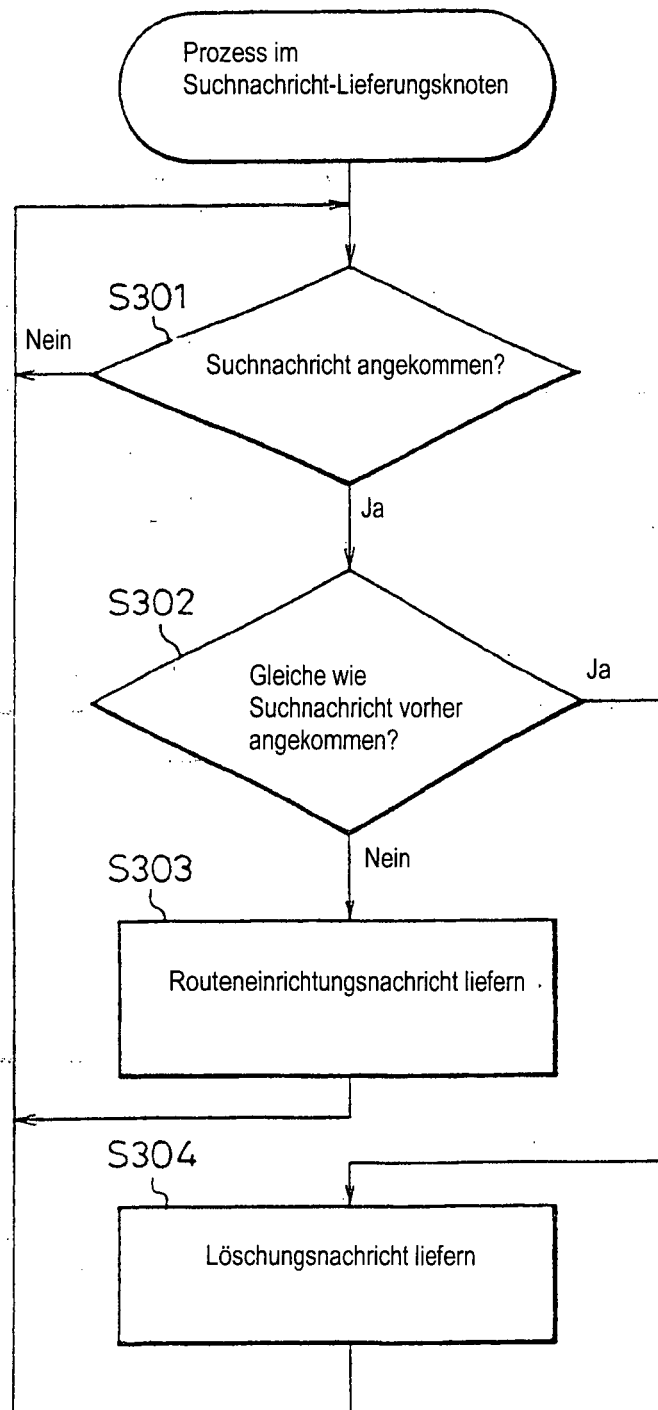 Prozess im
Suchnachricht-Lieferungsknoten
S301
Nein
Suchnachricht angekommen?
Ja
S302
Ja
Gleiche wie
Suchnachricht vorher
angekommen?
Nein
S303
Routeneinrichtungsnachricht liefern
S304
Löschungsnachricht liefern